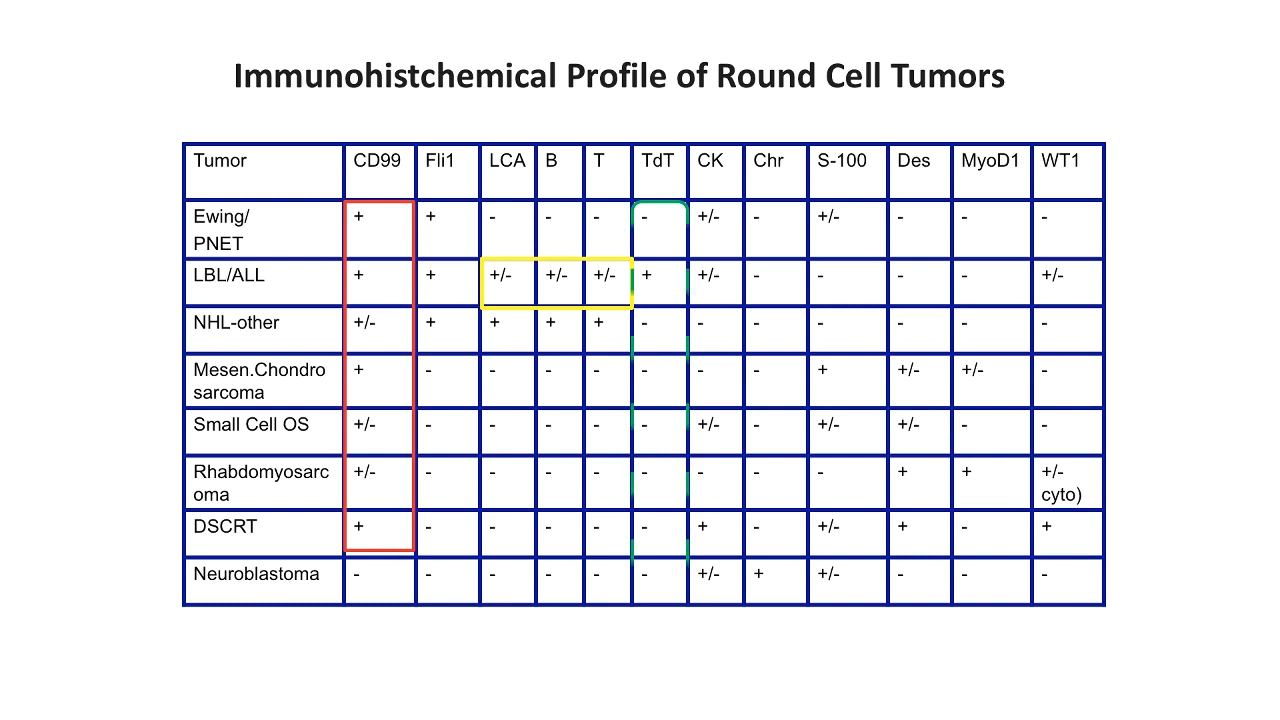 Immunohistchemical Profile of Round Cell Tumors
Tumor CD99 Fli1 LCA B T TdT CK Chr S-100 Des MyoD1 WT1
Ewing/ + + - - - - +/- - +/- - - -
PNET
LBL/ALL + + +/- +/- +/- + +/- - - - - +/-
NHL-other +/- + + + + - - - - - - -
Mesen.Chondro + - - - - - - - + +/- +/- -
sarcoma
Small Cell OS +/- - - - - - +/- - +/- +/- - -
Rhabdomyosarc +/- - - - - - - - - + + +/-
oma cyto)
DSCRT + - - - - - + - +/- + - +
Neuroblastoma - - - - - - +/- + +/- - - -